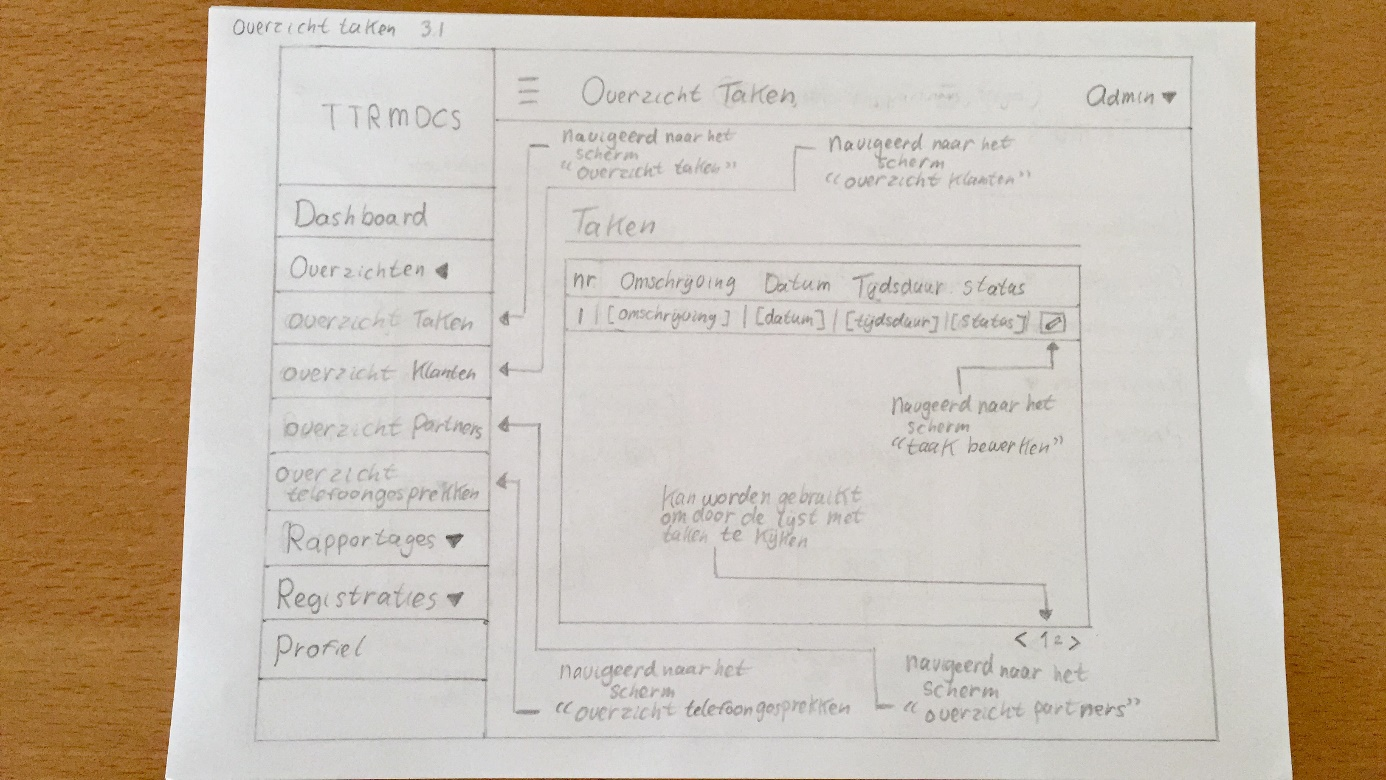 Overzicht taken 3.1
TTRMDCS
☰ Overzicht Taken
Admin ▼
navigeerd naar het
scherm
"overzicht taken"
navigeerd naar het
scherm
"overzicht klanten"
Dashboard
Overzichten ◀
Overzicht Taken
overzicht Klanten
overzicht Partners
overzicht
telefoongesprekken
Rapportages ▼
Registraties ▼
Profiel
Taken
nr. Omschrijving Datum Tijdsduur Status
1 | [omschrijving] | [datum] | [tijdsduur] | [Status] |
Navgeerd naar het
scherm
"taak bewerken"
Kan worden gebruikt
om door de lijst met
taken te kijken
< 1 2 >
navigeerd naar het
scherm
"overzicht telefoongesprekken
navigeerd naar het
scherm
"overzicht partners"